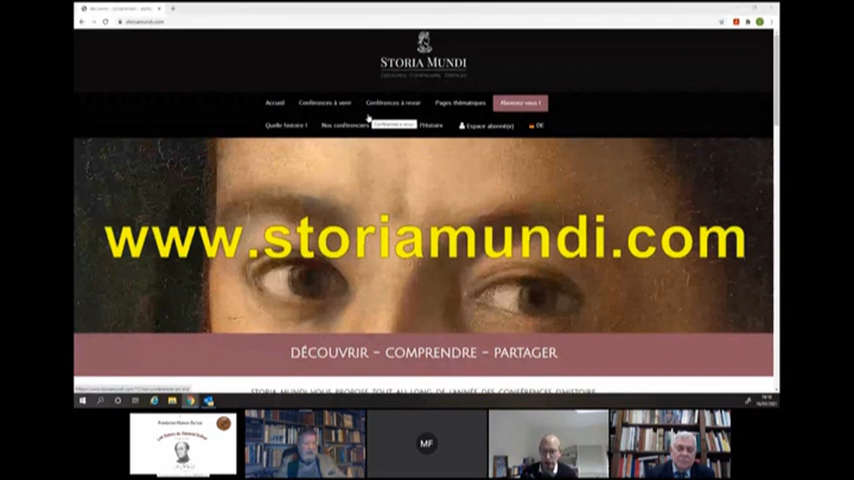 storiamundi.com
STORIA MUNDI
DÉCOUVRIR COMPRENDRE PARTAGER
Accueil Conférences à venir Conférences à revoir Pages thématiques Abonnez-vous !
Quelle histoire ! Nos conférenciers l'Histoire Espace abonné(e) DE
www.storiamundi.com
DÉCOUVRIR - COMPRENDRE - PARTAGER
STORIA MUNDI VOUS PROPOSE TOUT AU LONG DE L'ANNÉE DES CONFÉRENCES D'HISTOIRE
MF